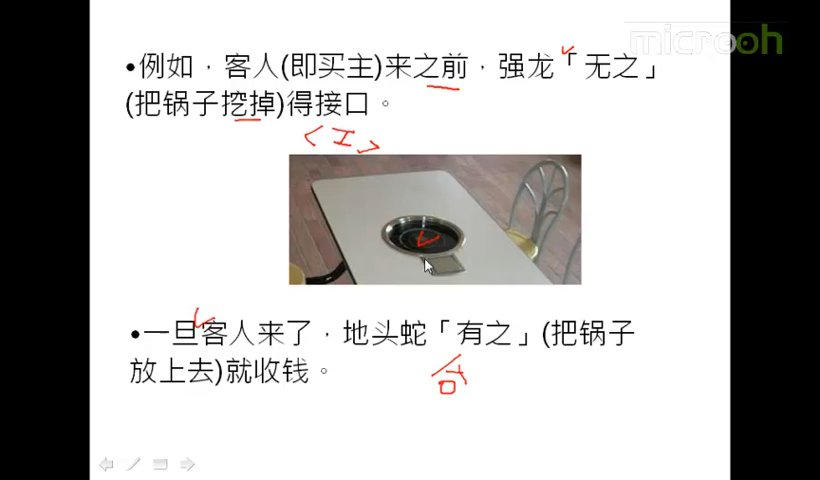 microoh
•例如，客人(即买主)来之前，强龙「无之」
(把锅子挖掉)得接口。
<I>
•一旦客人来了，地头蛇「有之」(把锅子
放上去)就收钱。